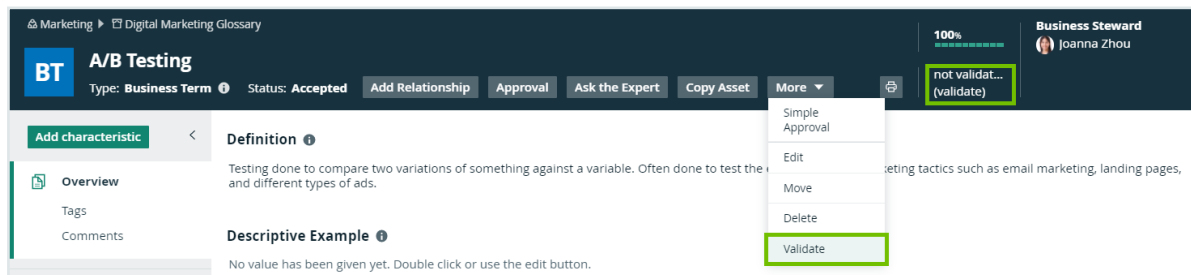 Marketing Digital Marketing Glossary
BT
A/B Testing
Type: Business Term Status: Accepted
Add Relationship
Approval
Ask the Expert
Copy Asset
More
100%
not validat...
(validate)
Business Steward
Joanna Zhou
Simple
Approval
Edit
Move
Delete
Validate
Add characteristic
Overview
Tags
Comments
Definition
Testing done to compare two variations of something against a variable. Often done to test the keting tactics such as email marketing, landing pages,
and different types of ads.
Descriptive Example
No value has been given yet. Double click or use the edit button.